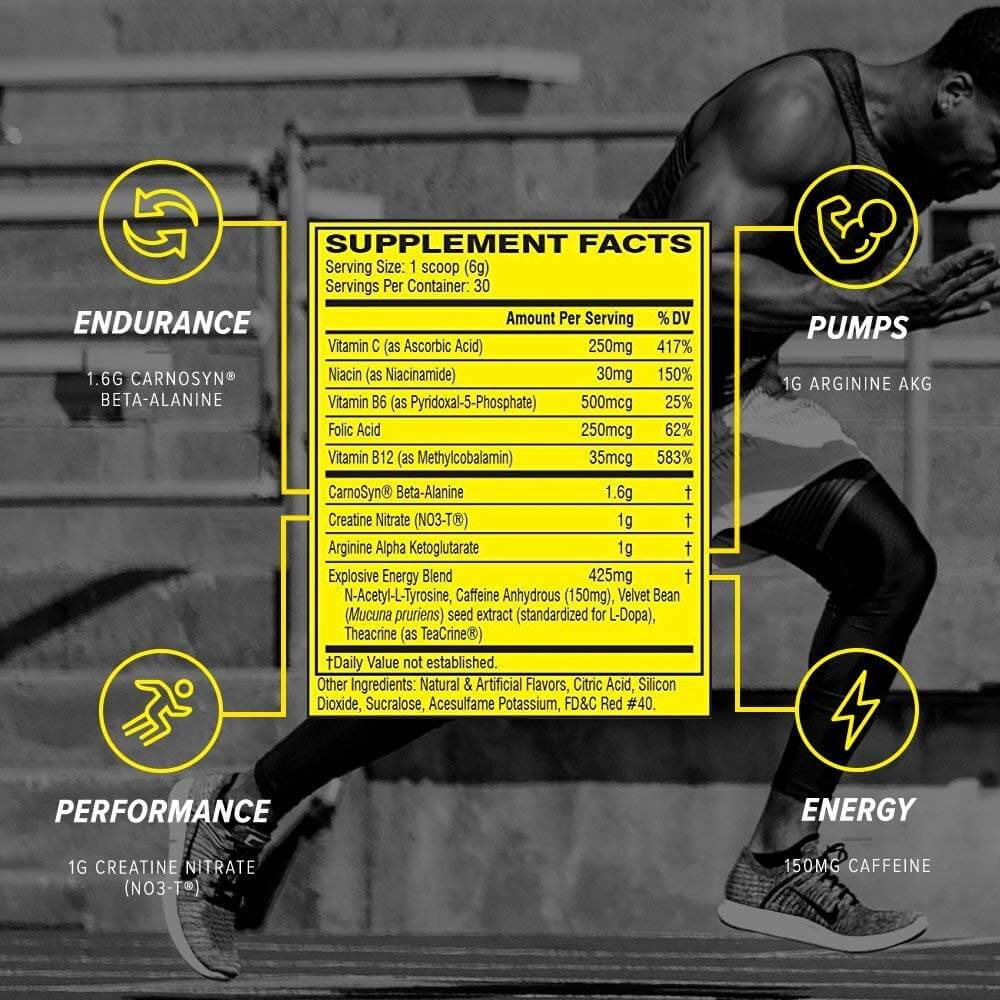 ENDURANCE
1.6G CARNOSYN®
BETA-ALANINE
PERFORMANCE
1G CREATINE NITRATE
(NO3-T®)
SUPPLEMENT FACTS
Serving Size: 1 scoop (6g)
Servings Per Container: 30
Amount Per Serving % DV
Vitamin C (as Ascorbic Acid) 250mg 417%
Niacin (as Niacinamide) 30mg 150%
Vitamin B6 (as Pyridoxal-5-Phosphate) 500mcg 25%
Folic Acid 250mcg 62%
Vitamin B12 (as Methylcobalamin) 35mcg 583%
CarnoSyn® Beta-Alanine 1.6g †
Creatine Nitrate (NO3-T®) 1g †
Arginine Alpha Ketoglutarate 1g †
Explosive Energy Blend 425mg †
N-Acetyl-L-Tyrosine, Caffeine Anhydrous (150mg), Velvet Bean
(Mucuna pruriens) seed extract (standardized for L-Dopa),
Theacrine (as TeaCrine®)
†Daily Value not established.
Other Ingredients: Natural & Artificial Flavors, Citric Acid, Silicon
Dioxide, Sucralose, Acesulfame Potassium, FD&C Red #40.
PUMPS
1G ARGININE AKG
ENERGY
150MG CAFFEINE